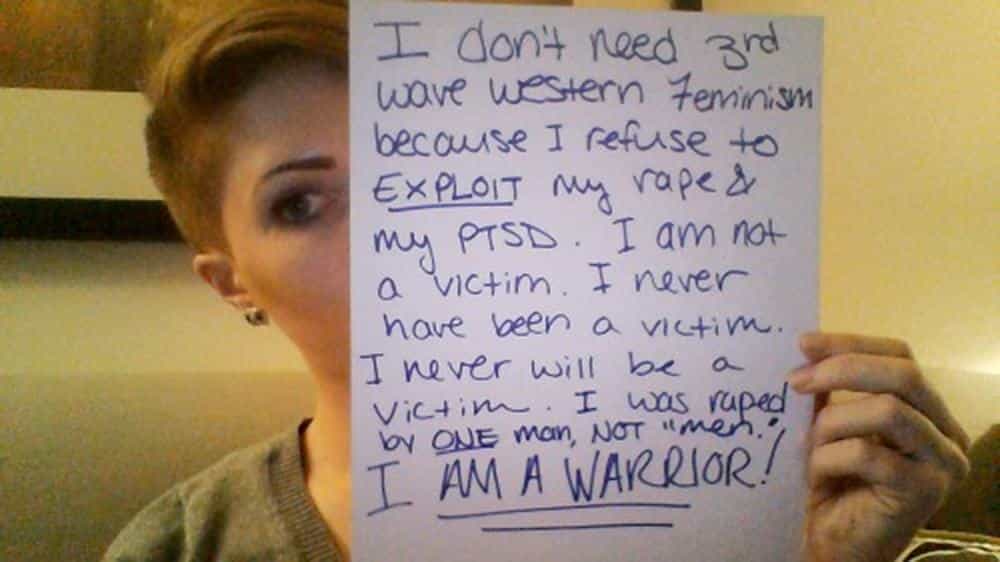 I don't need 3rd
wave western feminism
because I refuse to
EXPLOIT my rape &
my PTSD. I am not
a victim. I never
have been a victim.
I never will be a
victim. I was raped
by ONE man, NOT "men."
I AM A WARRIOR!